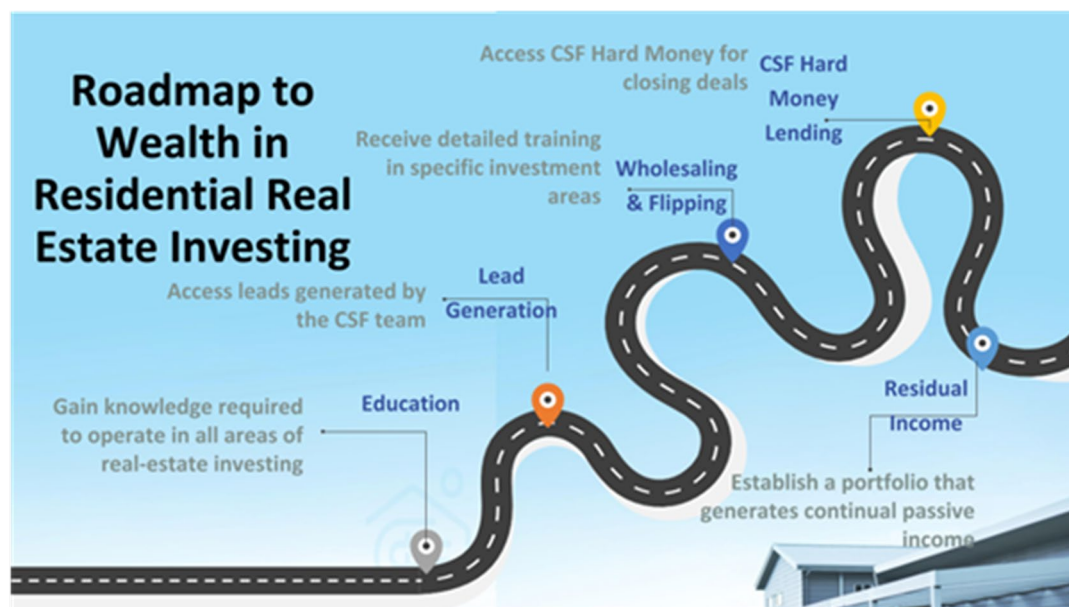 Roadmap to
Wealth in
Residential Real
Estate Investing
Access CSF Hard Money for
closing deals
CSF Hard
Money
Lending
Receive detailed training
in specific investment
areas
Wholesaling
& Flipping
Lead
Generation
Access leads generated by
the CSF team
Education
Gain knowledge required
to operate in all areas of
real-estate investing
Residual
Income
Establish a portfolio that
generates continual passive
income